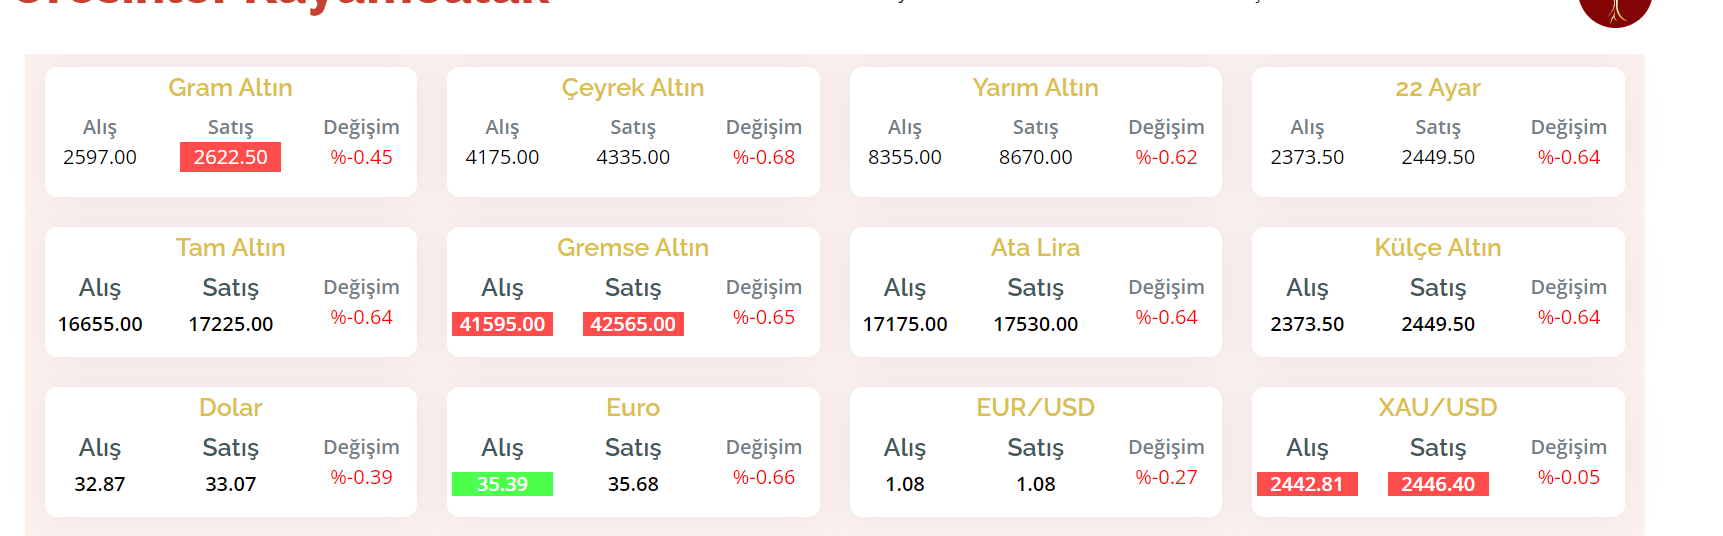 Gram Altın
Alış Satış Değişim
2597.00 2622.50 %-0.45
Çeyrek Altın
Alış Satış Değişim
4175.00 4335.00 %-0.68
Yarım Altın
Alış Satış Değişim
8355.00 8670.00 %-0.62
22 Ayar
Alış Satış Değişim
2373.50 2449.50 %-0.64
Tam Altın
Alış Satış Değişim
16655.00 17225.00 %-0.64
Gremse Altın
Alış Satış Değişim
41595.00 42565.00 %-0.65
Ata Lira
Alış Satış Değişim
17175.00 17530.00 %-0.64
Külçe Altın
Alış Satış Değişim
2373.50 2449.50 %-0.64
Dolar
Alış Satış Değişim
32.87 33.07 %-0.39
Euro
Alış Satış Değişim
35.39 35.68 %-0.66
EUR/USD
Alış Satış Değişim
1.08 1.08 %-0.27
XAU/USD
Alış Satış Değişim
2442.81 2446.40 %-0.05